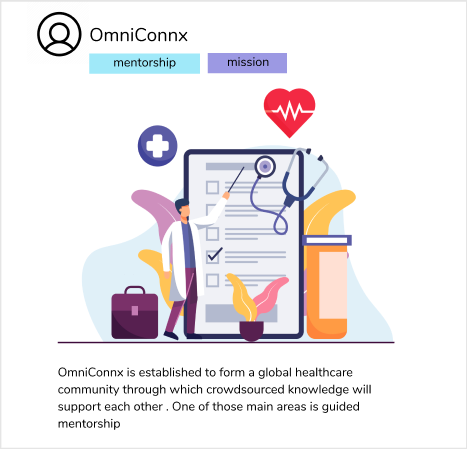 OmniConnx
mentorship mission
OmniConnx is established to form a global healthcare
community through which crowdsourced knowledge will
support each other . One of those main areas is guided
mentorship